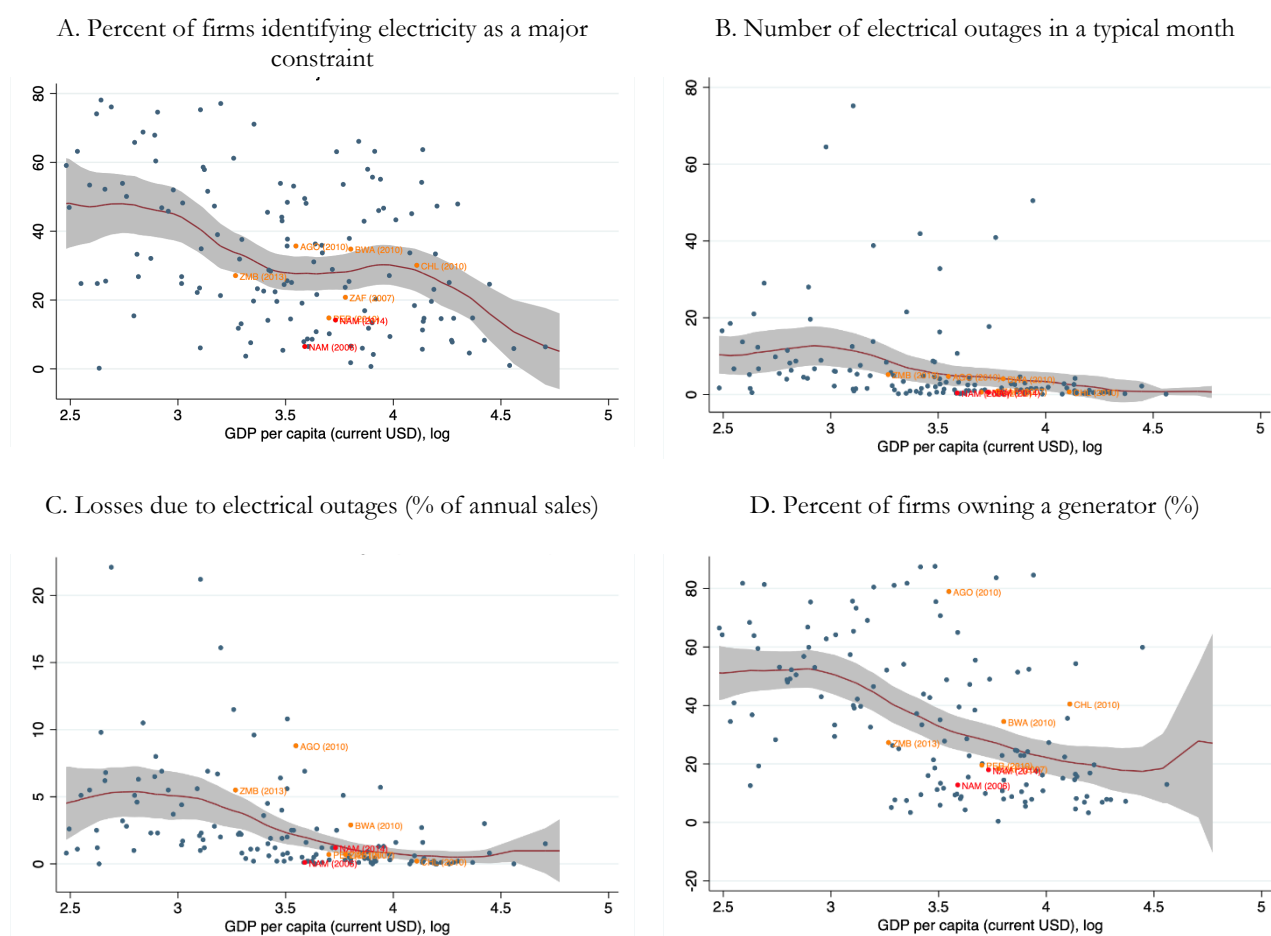 A. Percent of firms identifying electricity as a major
constraint
80
60
40
20
0
AGO (2010)
BWA (2010)
CHL (2010)
ZMB (2013)
ZAF (2007)
NAM (2014)
NAM (2006)
2.5 3 3.5 4 4.5 5
GDP per capita (current USD), log
B. Number of electrical outages in a typical month
80
60
40
20
0
2.5 3 3.5 4 4.5 5
GDP per capita (current USD), log
C. Losses due to electrical outages (% of annual sales)
20
15
10
5
0
AGO (2010)
ZMB (2013)
BWA (2010)
NAM (2006)
2.5 3 3.5 4 4.5 5
GDP per capita (current USD), log
D. Percent of firms owning a generator (%)
80
60
40
20
0
-20
AGO (2010)
CHL (2010)
BWA (2010)
ZMB (2013)
NAM (2014)
NAM (2006)
2.5 3 3.5 4 4.5 5
GDP per capita (current USD), log